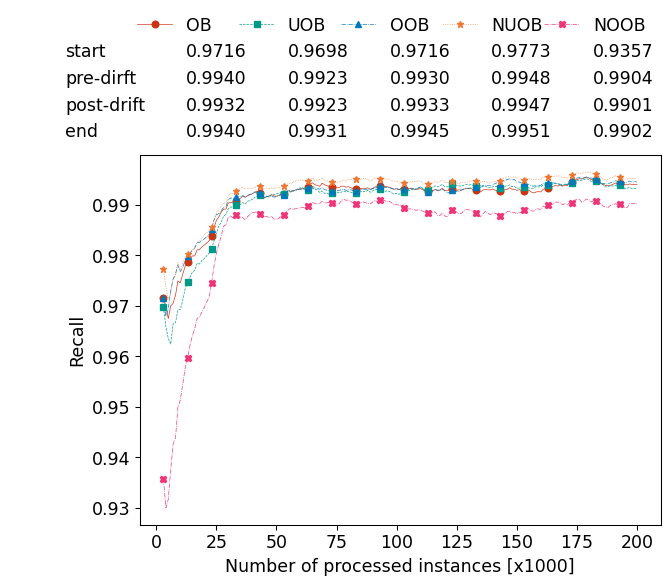 OB UOB OOB NUOB NOOB
start 0.9716 0.9698 0.9716 0.9773 0.9357
pre-dirft 0.9940 0.9923 0.9930 0.9948 0.9904
post-drift 0.9932 0.9923 0.9933 0.9947 0.9901
end 0.9940 0.9931 0.9945 0.9951 0.9902
0.99
0.98
0.97
0.96
0.95
0.94
0.93
Recall
0 25 50 75 100 125 150 175 200
Number of processed instances [x1000]